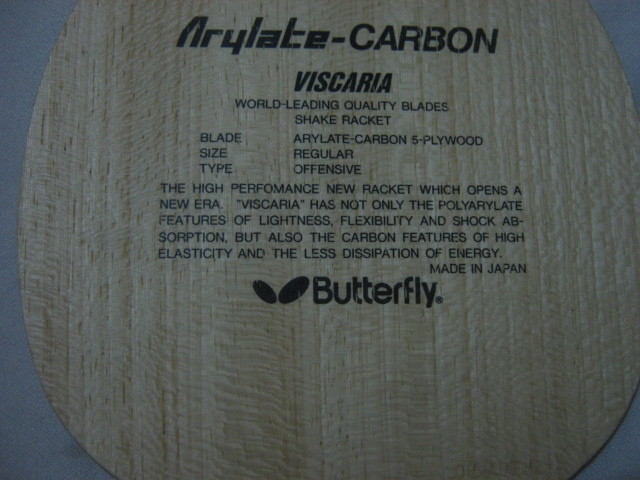 Arylate-CARBON
VISCARIA
WORLD-LEADING QUALITY BLADES
SHAKE RACKET
BLADE ARYLATE-CARBON 5-PLYWOOD
SIZE REGULAR
TYPE OFFENSIVE
THE HIGH PERFOMANCE NEW RACKET WHICH OPENS A
NEW ERA. "VISCARIA" HAS NOT ONLY THE POLYARYLATE
FEATURES OF LIGHTNESS, FLEXIBILITY AND SHOCK AB-
SORPTION, BUT ALSO THE CARBON FEATURES OF HIGH
ELASTICITY AND THE LESS DISSIPATION OF ENERGY.
MADE IN JAPAN
Butterfly®